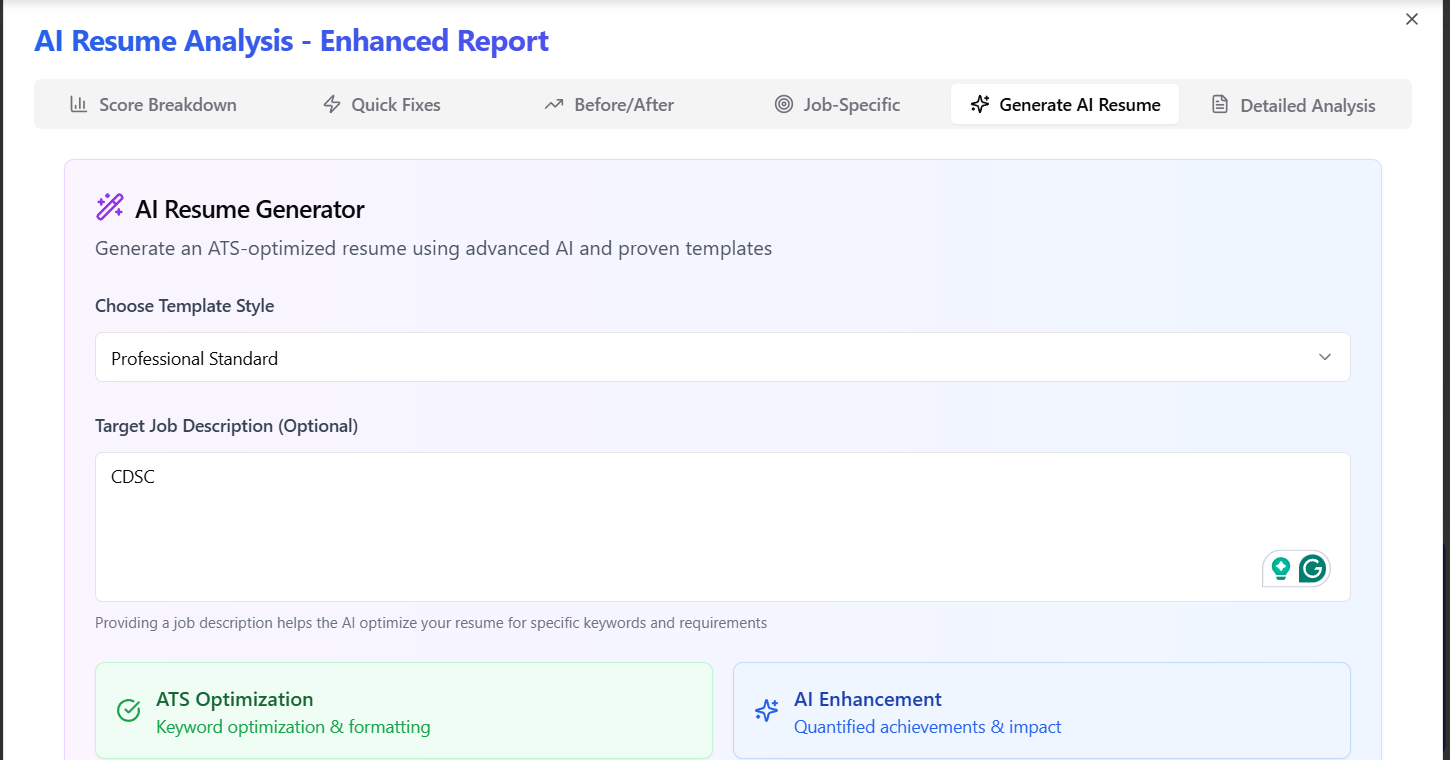 AI Resume Analysis - Enhanced Report
Score Breakdown
Quick Fixes
Before/After
Job-Specific
Generate AI Resume
Detailed Analysis
AI Resume Generator
Generate an ATS-optimized resume using advanced AI and proven templates
Choose Template Style
Professional Standard
Target Job Description (Optional)
CDSC
Providing a job description helps the AI optimize your resume for specific keywords and requirements
ATS Optimization
Keyword optimization & formatting
AI Enhancement
Quantified achievements & impact